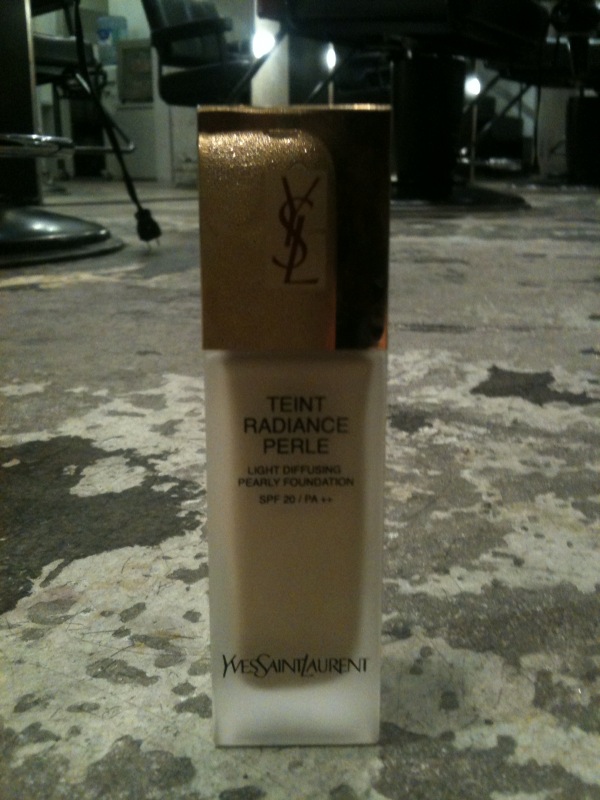 YSL
TEINT
RADIANCE
PERLE
LIGHT DIFFUSING
PEARLY FOUNDATION
SPF 20 / PA ++
YVESSAINTLAURENT